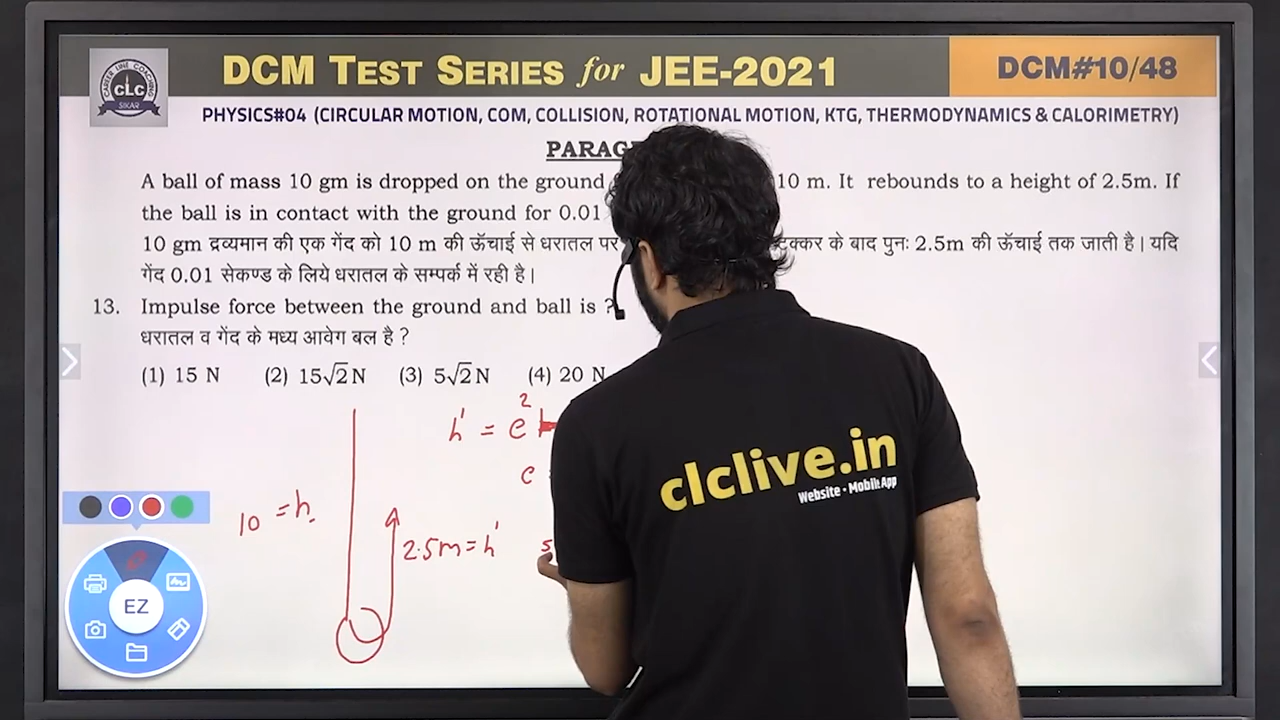 DCM TEST SERIES for JEE-2021
DCM#10/48
CAREER LINE COACHING
CLC
SIKAR
PHYSICS#04 (CIRCULAR MOTION, COM, COLLISION, ROTATIONAL MOTION, KTG, THERMODYNAMICS & CALORIMETRY)
PARAG
A ball of mass 10 gm is dropped on the ground 10 m. It rebounds to a height of 2.5m. If
the ball is in contact with the ground for 0.01
10 gm द्रव्यमान की एक गेंद को 10 m की ऊँचाई से धरातल पर टक्कर के बाद पुनः 2.5m की ऊँचाई तक जाती है। यदि
गेंद 0.01 सेकण्ड के लिये धरातल के सम्पर्क में रही है।
13. Impulse force between the ground and ball is ?
धरातल व गेंद के मध्य आवेग बल है ?
(1) 15 N (2) 15√2 N (3) 5√2 N (4) 20 N
h' = e²
e
10 = h.
2.5m = h'
EZ
clclive.in
Website • Mobile App